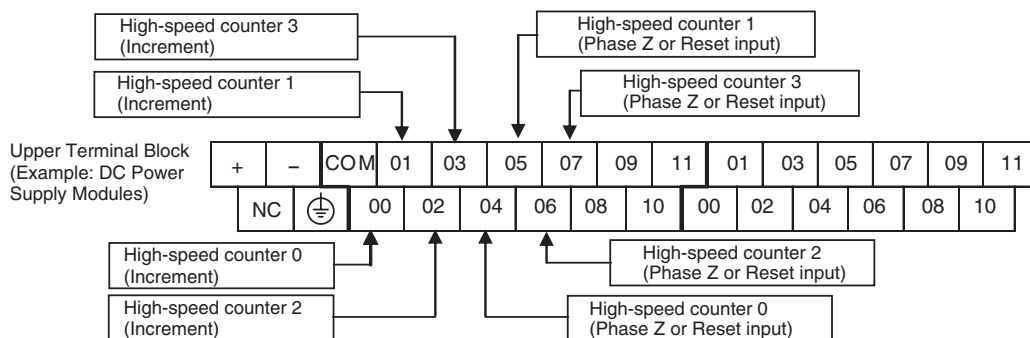 High-speed counter 3
(Increment)
High-speed counter 1
(Phase Z or Reset input)
High-speed counter 1
(Increment)
High-speed counter 3
(Phase Z or Reset input)
Upper Terminal Block
(Example: DC Power
Supply Modules)
+ – COM 01 03 05 07 09 11 01 03 05 07 09 11
NC 00 02 04 06 08 10 00 02 04 06 08 10
High-speed counter 0
(Increment)
High-speed counter 2
(Phase Z or Reset input)
High-speed counter 2
(Increment)
High-speed counter 0
(Phase Z or Reset input)